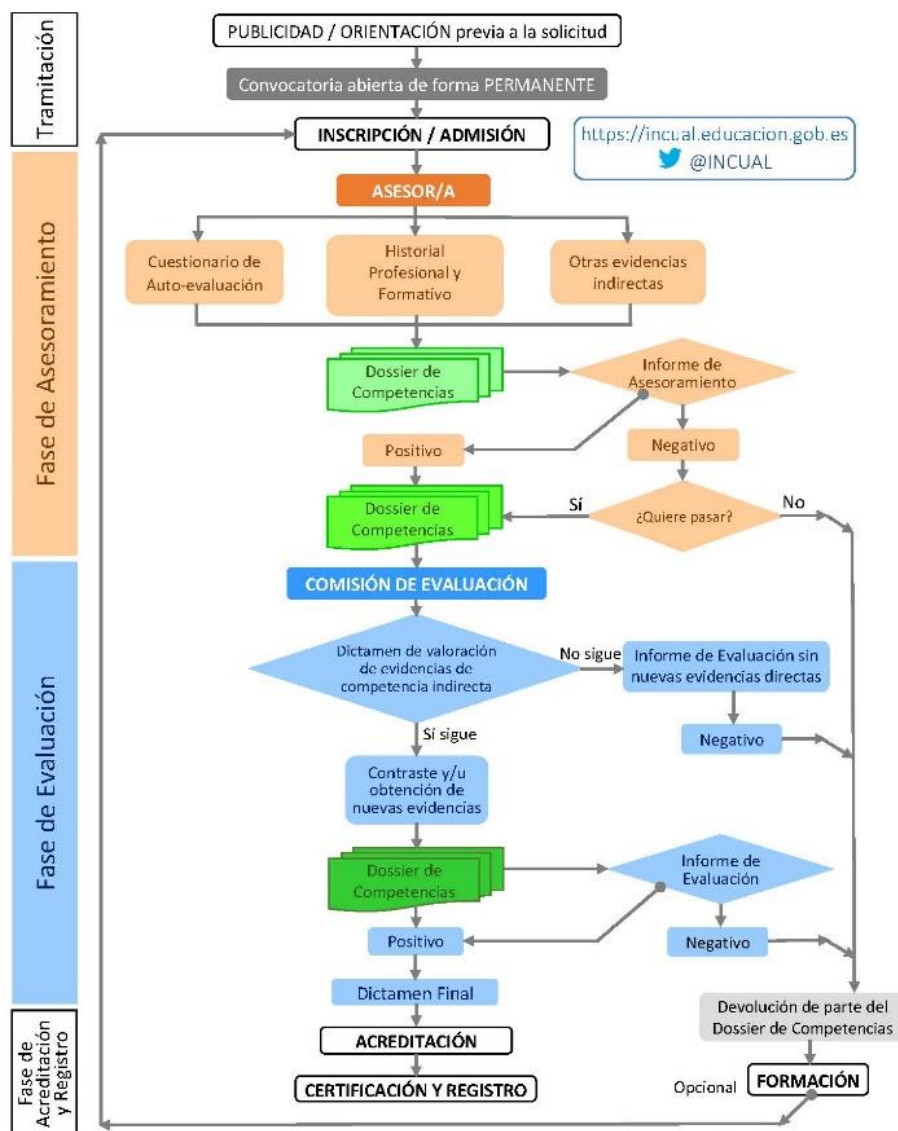 Tramitación
PUBLICIDAD / ORIENTACIÓN previa a la solicitud
Convocatoria abierta de forma PERMANENTE
INSCRIPCIÓN / ADMISIÓN
https://incual.educacion.gob.es
@INCUAL
Fase de Asesoramiento
ASESOR/A
Cuestionario de
Auto-evaluación
Historial
Profesional y
Formativo
Otras evidencias
indirectas
Dossier de
Competencias
Informe de
Asesoramiento
Positivo
Negativo
Dossier de
Competencias
Sí
¿Quiere pasar?
No
Fase de Evaluación
COMISIÓN DE EVALUACIÓN
Dictamen de valoración
de evidencias de
competencia indirecta
No sigue
Informe de Evaluación sin
nuevas evidencias directas
Negativo
Sí sigue
Contraste y/u
obtención de
nuevas evidencias
Dossier de
Competencias
Informe de
Evaluación
Positivo
Negativo
Dictamen Final
Devolución de parte del
Dossier de Competencias
Fase de
Acreditación
y Registro
ACREDITACIÓN
CERTIFICACIÓN Y REGISTRO
Opcional
FORMACIÓN